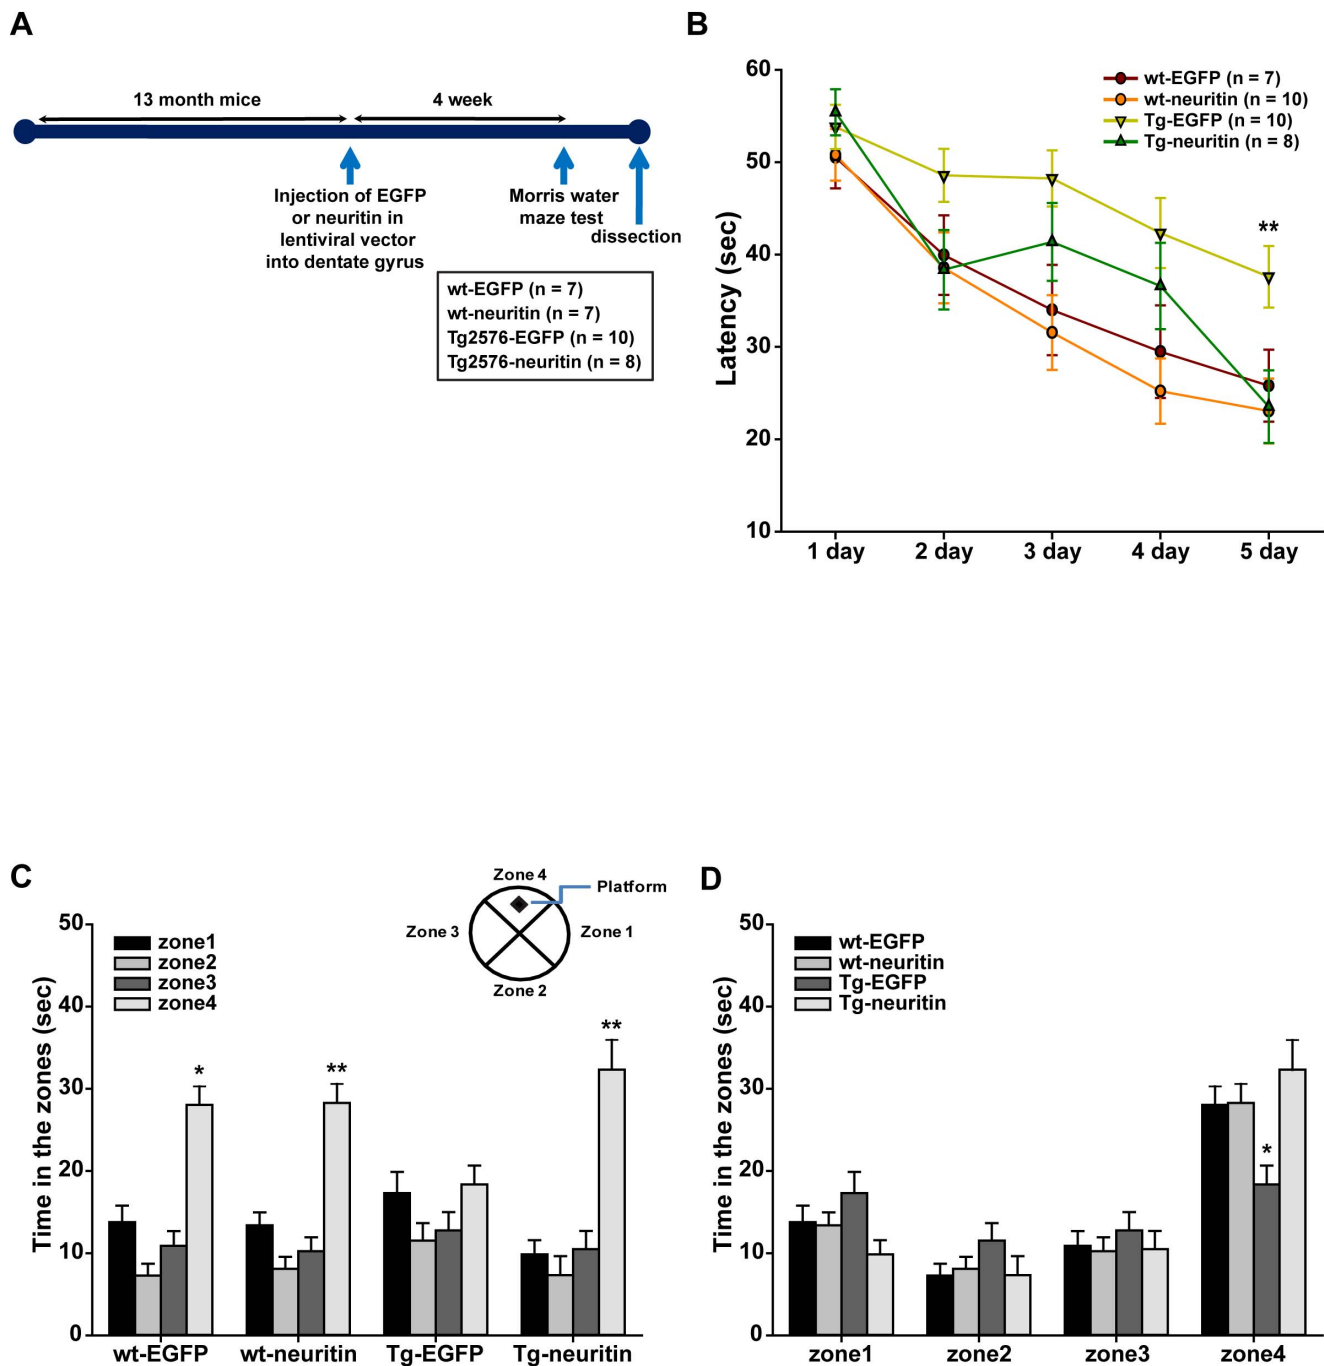 A
13 month mice
4 week
Injection of EGFP
or neuritin in
lentiviral vector
into dentate gyrus
Morris water
maze test
dissection
wt-EGFP (n = 7)
wt-neuritin (n = 7)
Tg2576-EGFP (n = 10)
Tg2576-neuritin (n = 8)
B
Latency (sec)
60
50
40
30
20
10
wt-EGFP (n = 7)
wt-neuritin (n = 10)
Tg-EGFP (n = 10)
Tg-neuritin (n = 8)
**
1 day
2 day
3 day
4 day
5 day
C
Time in the zones (sec)
50
40
30
20
10
0
zone1
zone2
zone3
zone4
Zone 4
Platform
Zone 3
Zone 1
Zone 2
*
**
**
wt-EGFP
wt-neuritin
Tg-EGFP
Tg-neuritin
D
Time in the zones (sec)
50
40
30
20
10
0
wt-EGFP
wt-neuritin
Tg-EGFP
Tg-neuritin
*
zone1
zone2
zone3
zone4